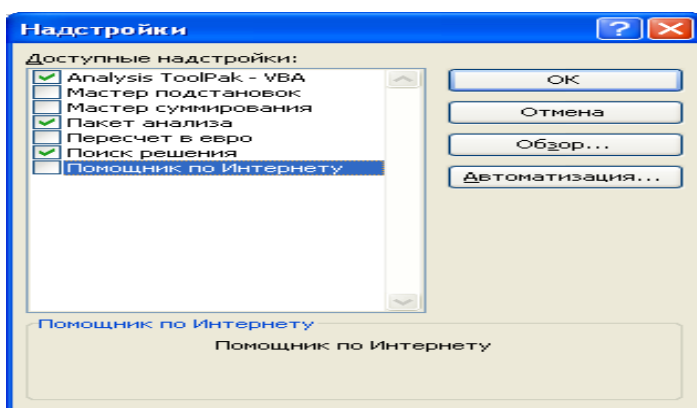 Надстройки
Доступные надстройки:
Analysis ToolPak - VBA
Мастер подстановок
Мастер суммирования
Пакет анализа
Пересчет в евро
Поиск решения
Помощник по Интернету
ОК
Отмена
Обзор...
Автоматизация...
Помощник по Интернету
Помощник по Интернету